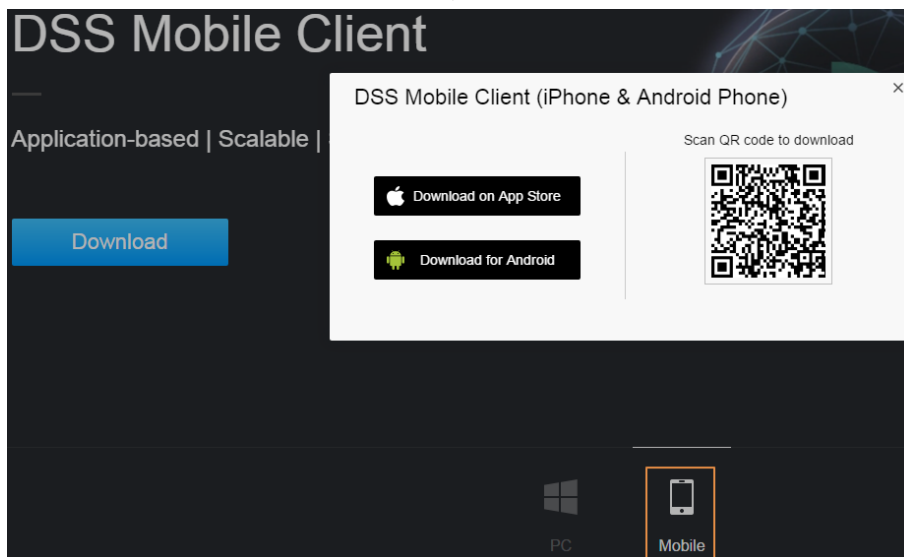 DSS Mobile Client
Application-based | Scalable |
Download
DSS Mobile Client (iPhone & Android Phone)
×
Scan QR code to download
Download on App Store
Download for Android
PC
Mobile